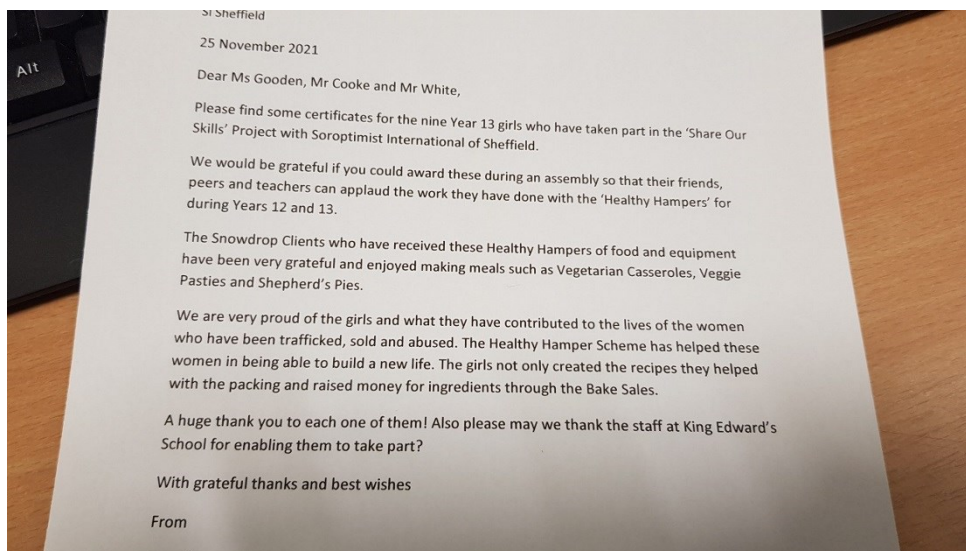 SI Sheffield
25 November 2021
Dear Ms Gooden, Mr Cooke and Mr White,
Please find some certificates for the nine Year 13 girls who have taken part in the ‘Share Our
Skills’ Project with Soroptimist International of Sheffield.
We would be grateful if you could award these during an assembly so that their friends,
peers and teachers can applaud the work they have done with the ‘Healthy Hampers’ for
during Years 12 and 13.
The Snowdrop Clients who have received these Healthy Hampers of food and equipment
have been very grateful and enjoyed making meals such as Vegetarian Casseroles, Veggie
Pasties and Shepherd’s Pies.
We are very proud of the girls and what they have contributed to the lives of the women
who have been trafficked, sold and abused. The Healthy Hamper Scheme has helped these
women in being able to build a new life. The girls not only created the recipes they helped
with the packing and raised money for ingredients through the Bake Sales.
A huge thank you to each one of them! Also please may we thank the staff at King Edward’s
School for enabling them to take part?
With grateful thanks and best wishes
From
Alt